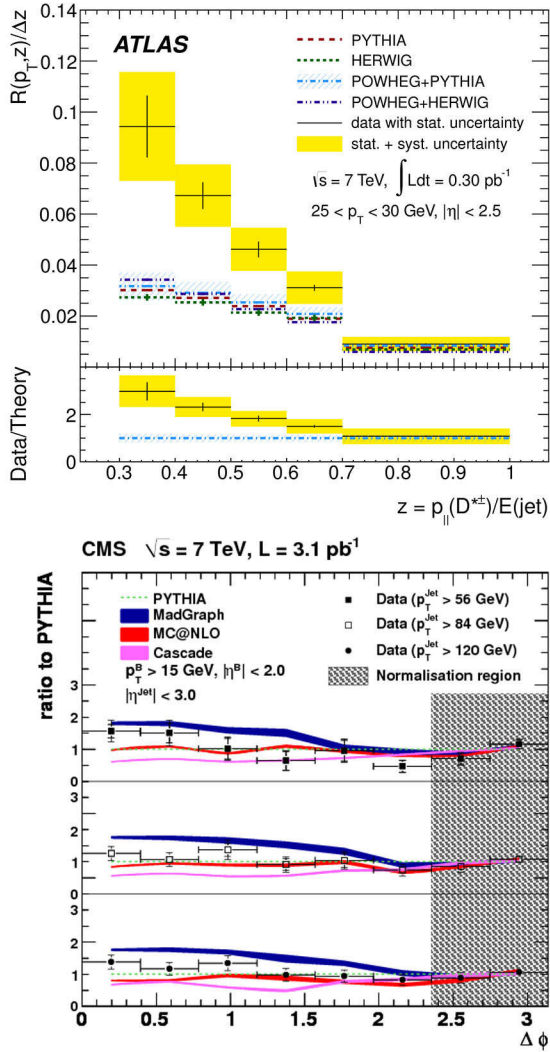 0.14
R(p_T,z)/Δz
ATLAS
PYTHIA
0.12
HERWIG
POWHEG+PYTHIA
0.1
POWHEG+HERWIG
data with stat. uncertainty
stat. + syst. uncertainty
0.08
√s = 7 TeV, ∫Ldt = 0.30 pb⁻¹
0.06
25 < p_T < 30 GeV, |η| < 2.5
0.04
0.02
Data/Theory
2
0
0.3 0.4 0.5 0.6 0.7 0.8 0.9 1
z = p_||(D*±)/E(jet)
CMS √s = 7 TeV, L = 3.1 pb⁻¹
ratio to PYTHIA
PYTHIA
MadGraph
MC@NLO
Cascade
p_T^B > 15 GeV, |η^B| < 2.0
|η^Jet| < 3.0
Data (p_T^Jet > 56 GeV)
Data (p_T^Jet > 84 GeV)
Data (p_T^Jet > 120 GeV)
Normalisation region
3
2
1
0
3
2
1
0
3
2
1
0
0 0.5 1 1.5 2 2.5 3
Δ ϕ